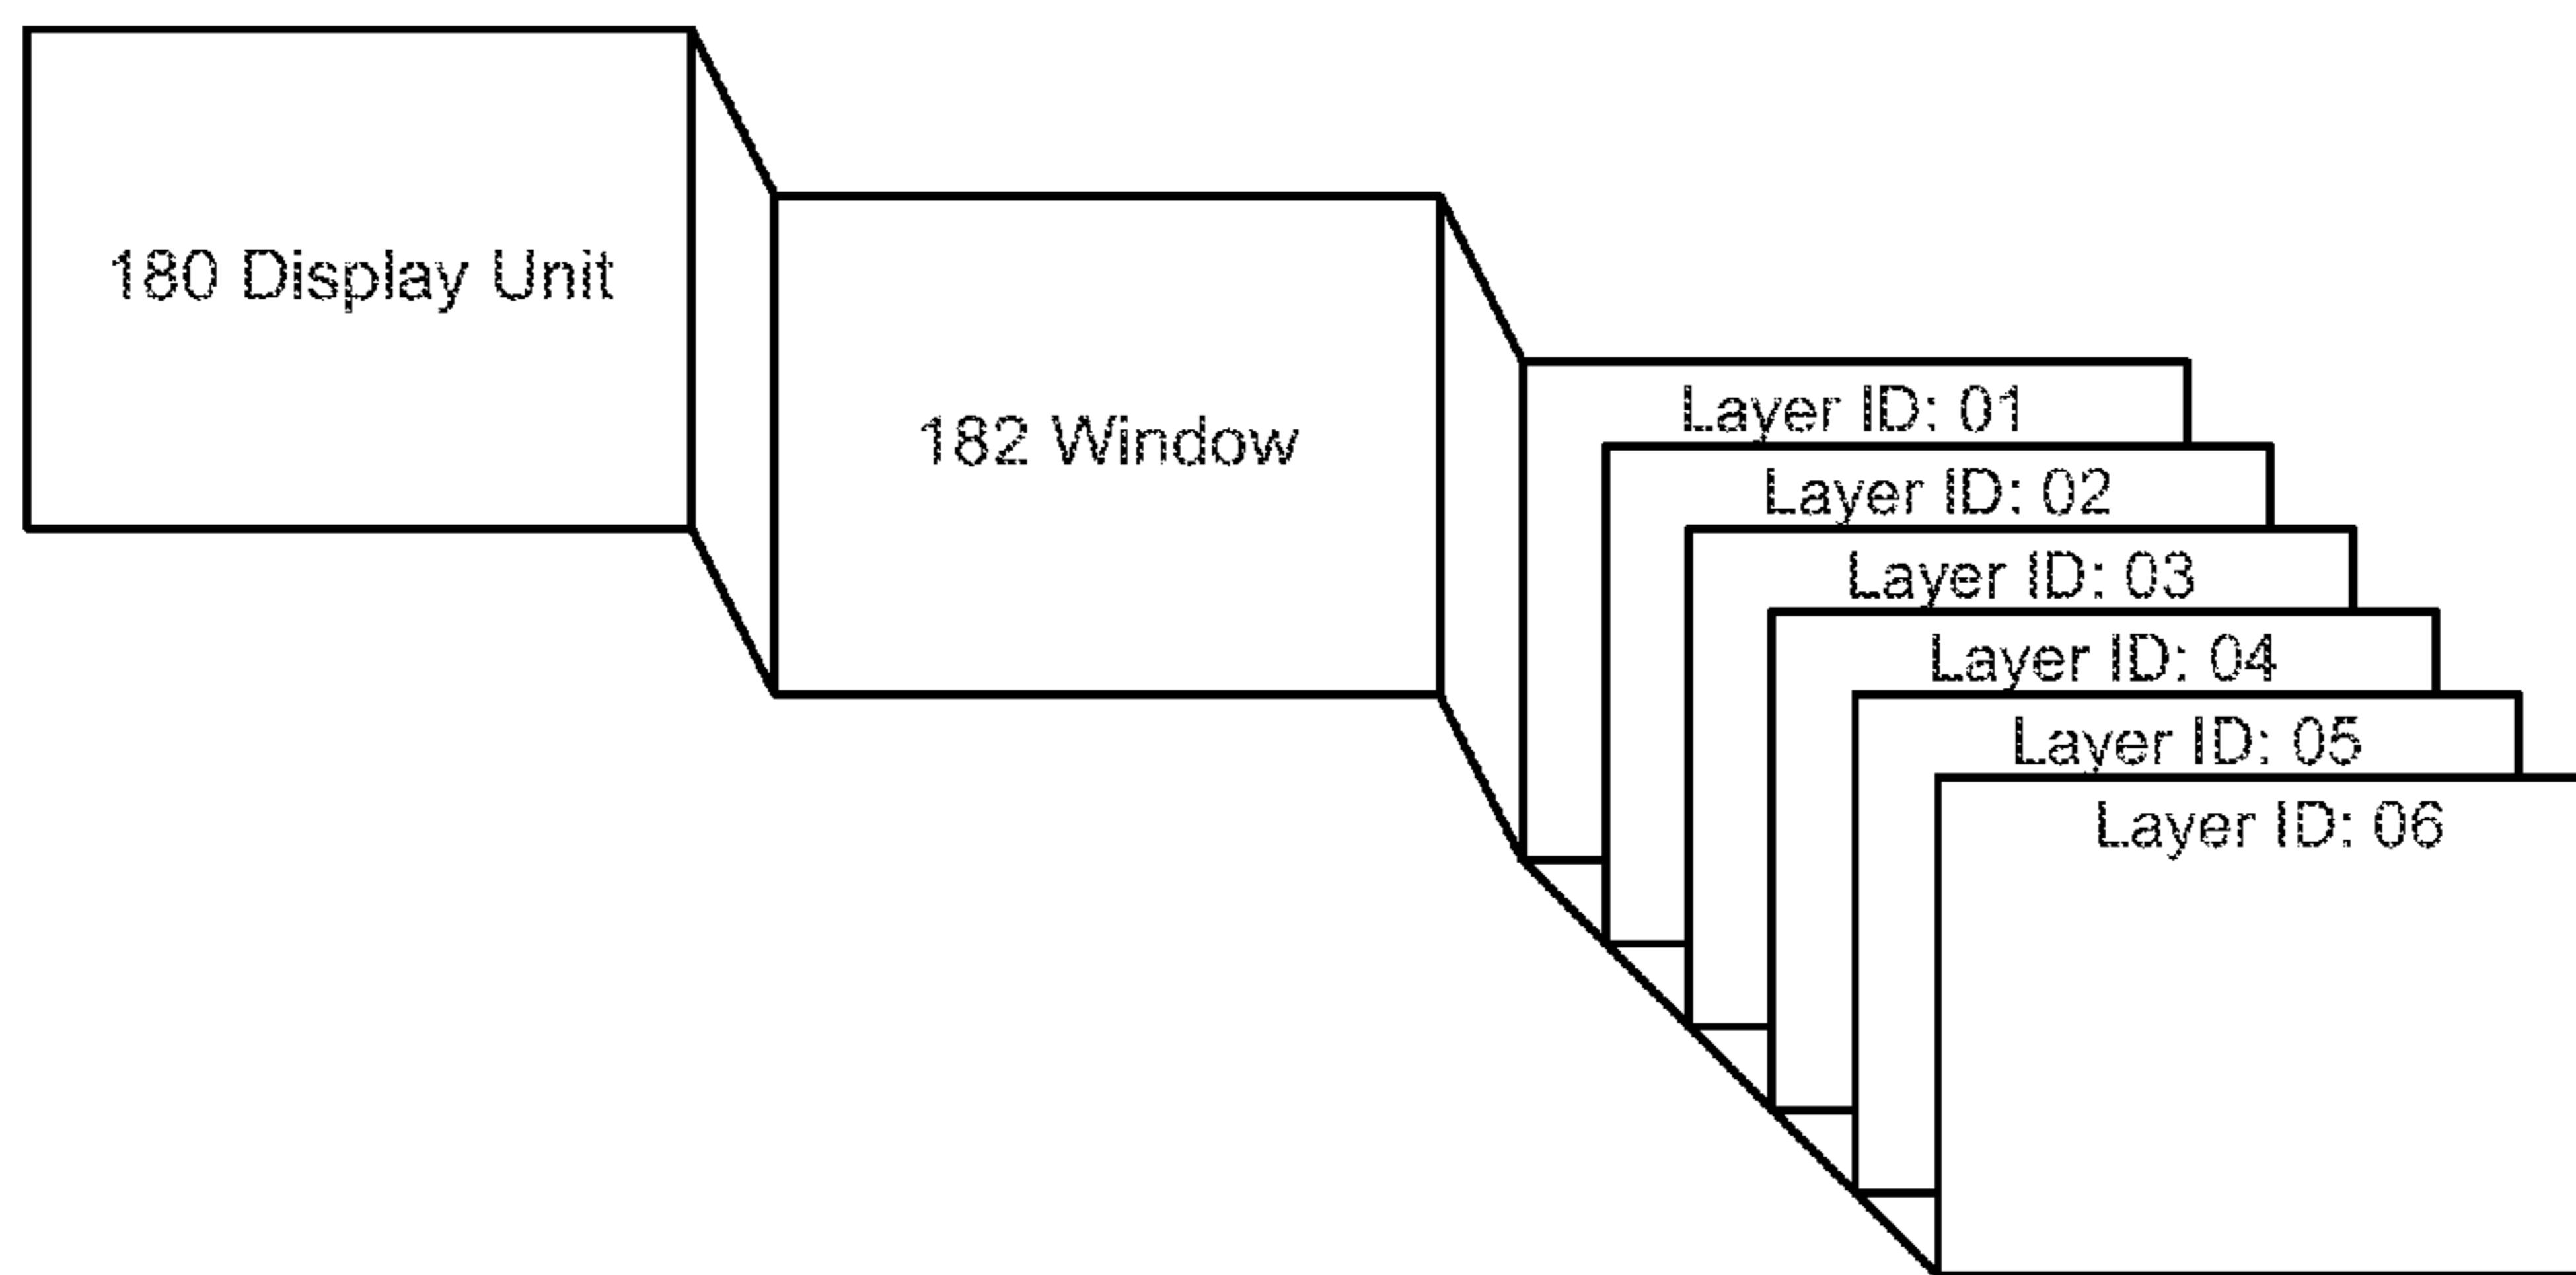 180 Display Unit
182 Window
Layer ID: 01
Layer ID: 02
Layer ID: 03
Layer ID: 04
Layer ID: 05
Layer ID: 06